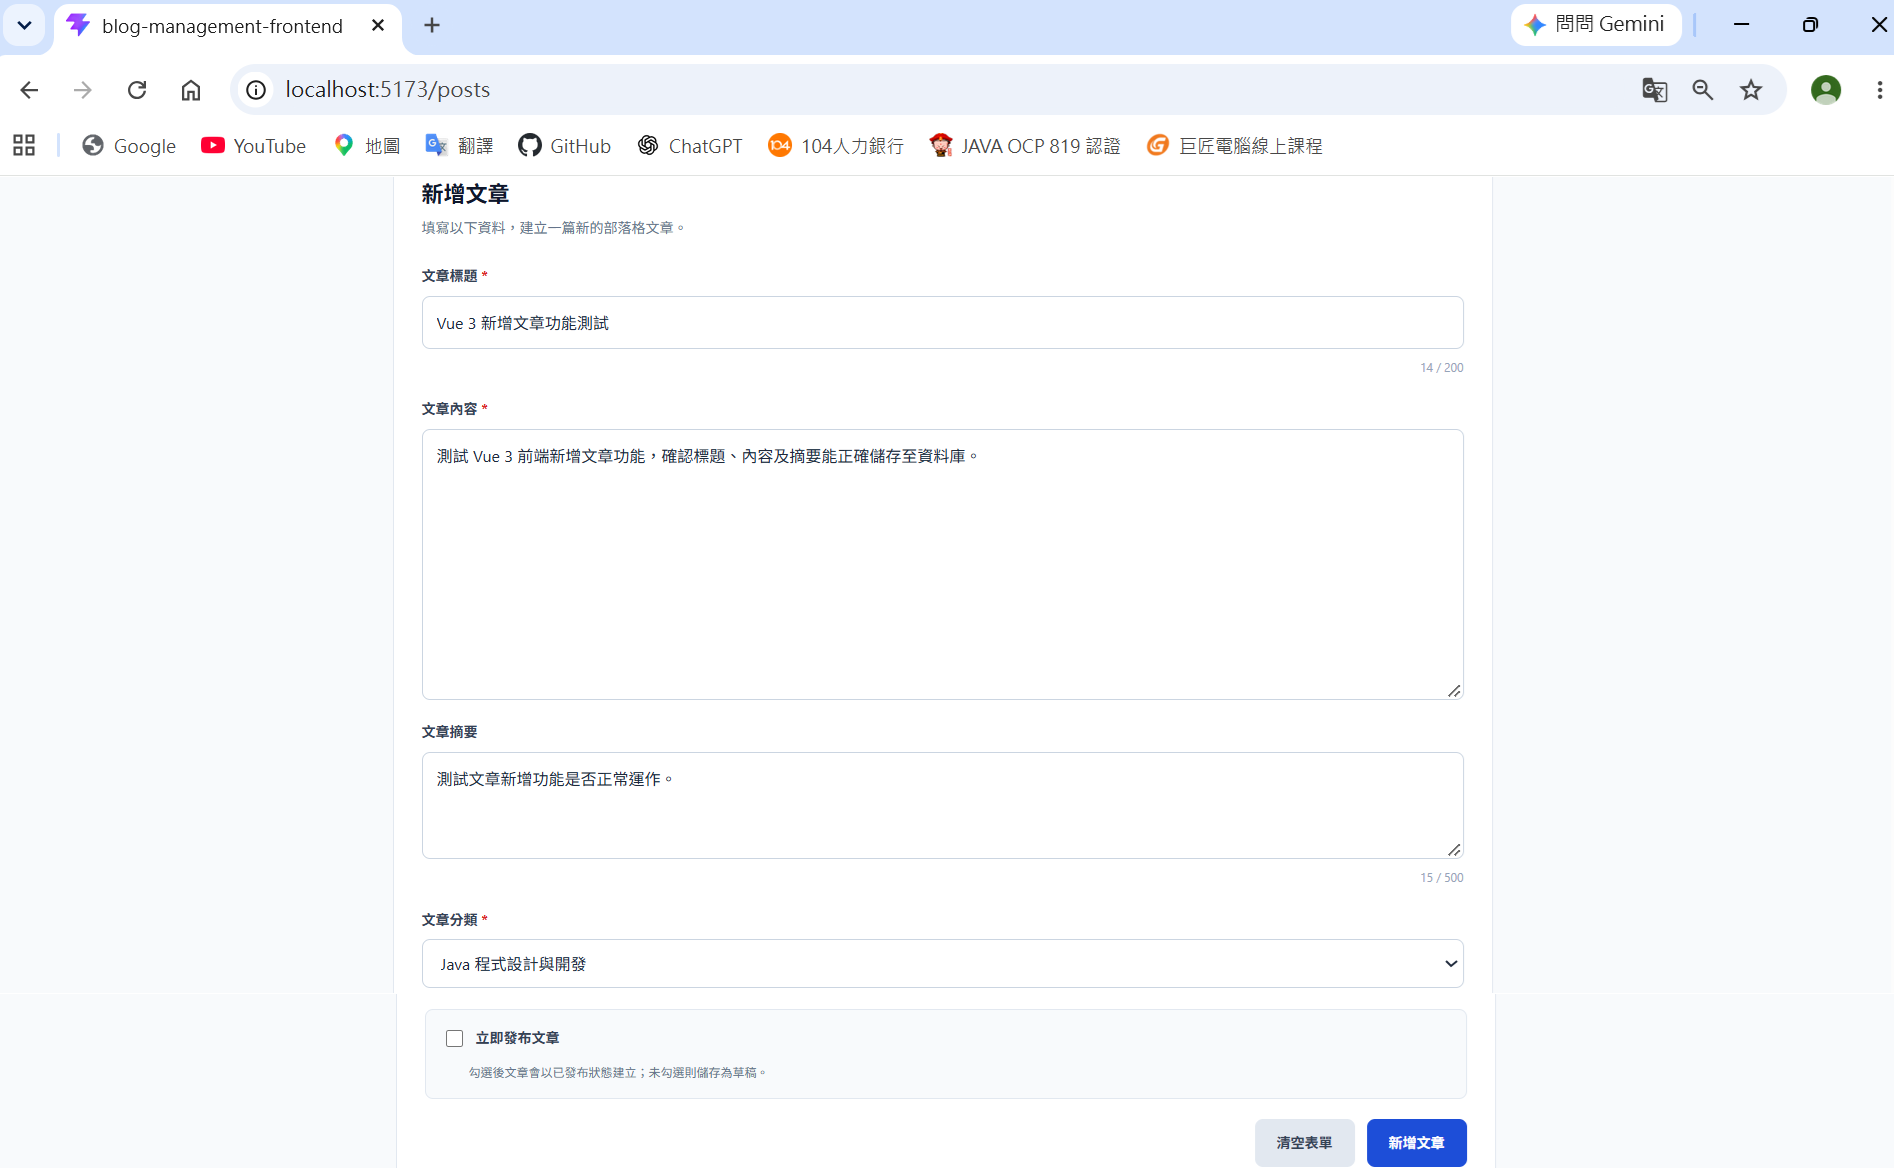 blog-management-frontend
問問 Gemini
localhost:5173/posts
Google YouTube 地圖 翻譯 GitHub ChatGPT 104人力銀行 JAVA OCP 819 認證 巨匠電腦線上課程
新增文章
填寫以下資料，建立一篇新的部落格文章。
文章標題 *
Vue 3 新增文章功能測試
14 / 200
文章內容 *
測試 Vue 3 前端新增文章功能，確認標題、內容及摘要能正確儲存至資料庫。
文章摘要
測試文章新增功能是否正常運作。
15 / 500
文章分類 *
Java 程式設計與開發
立即發布文章
勾選後文章會以已發布狀態建立；未勾選則儲存為草稿。
清空表單 新增文章